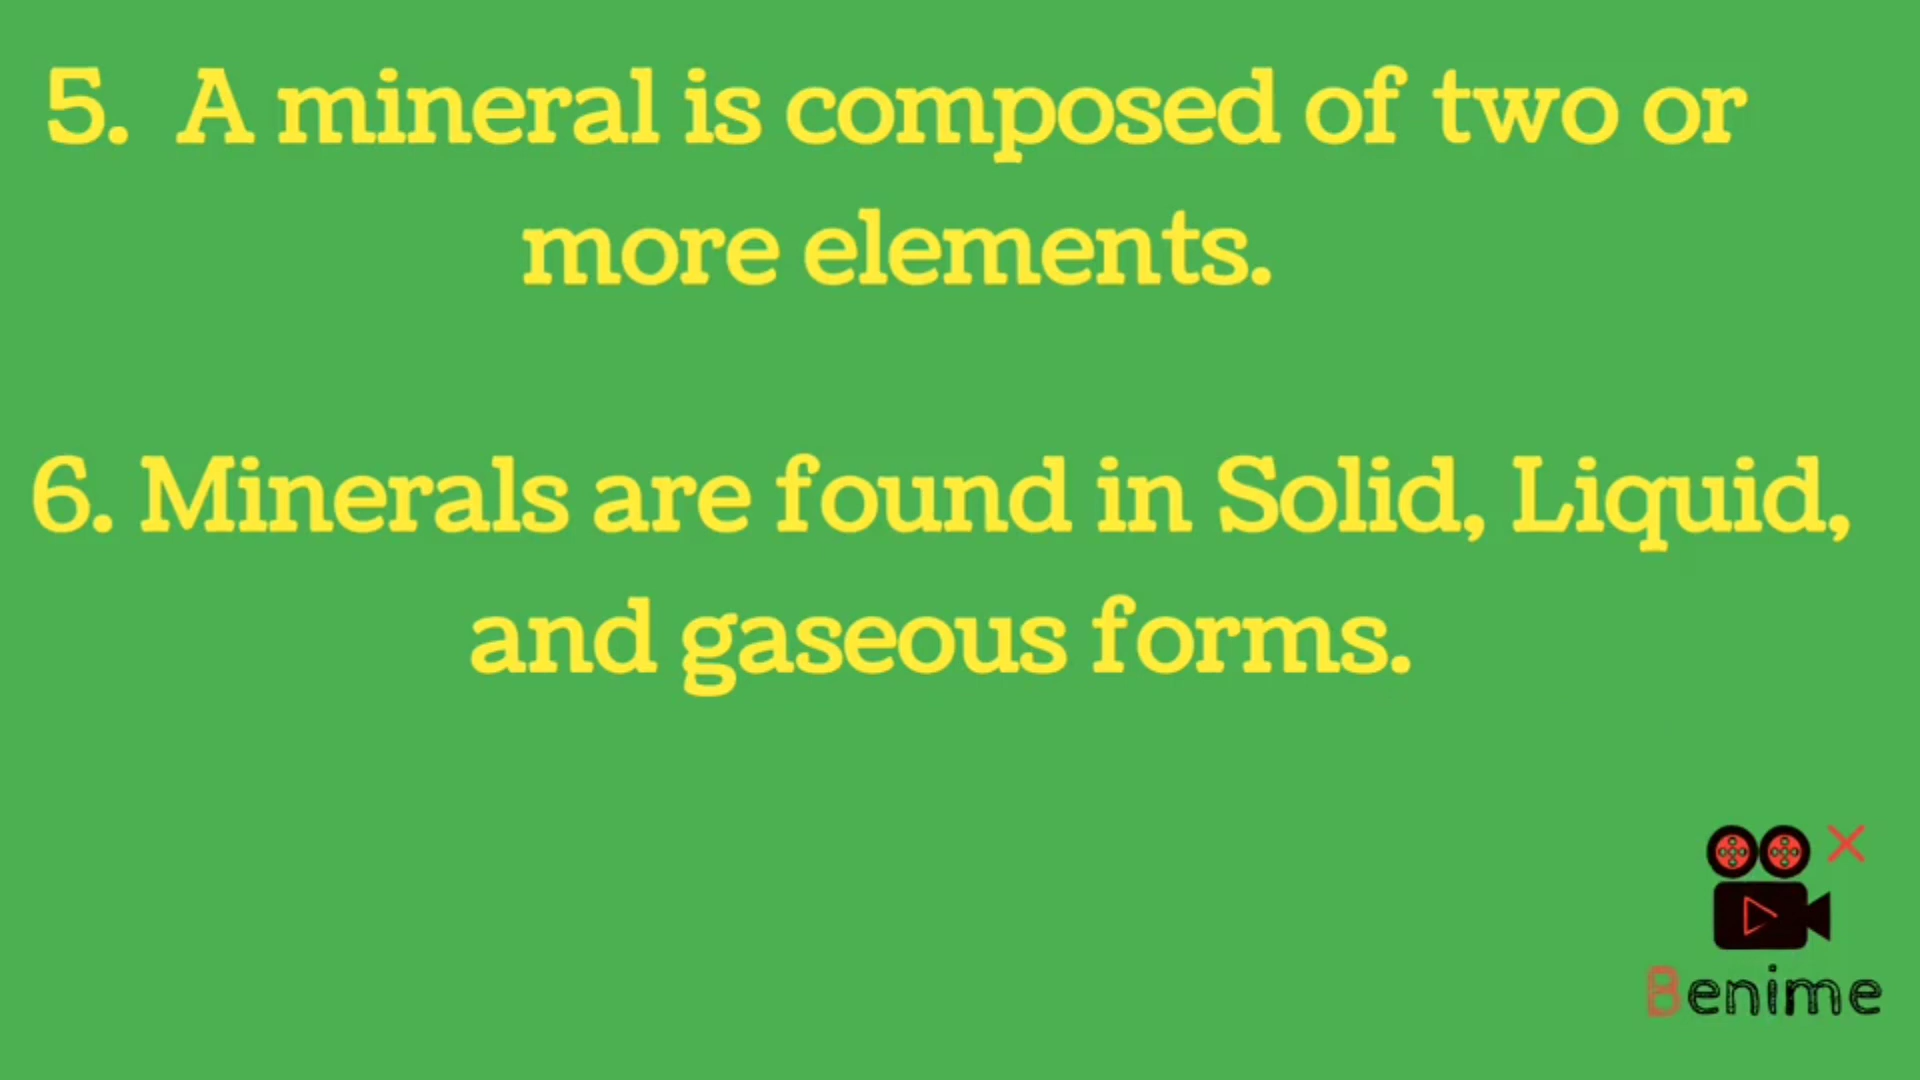 5. A mineral is composed of two or
more elements.
6. Minerals are found in Solid, Liquid,
and gaseous forms.
Benime